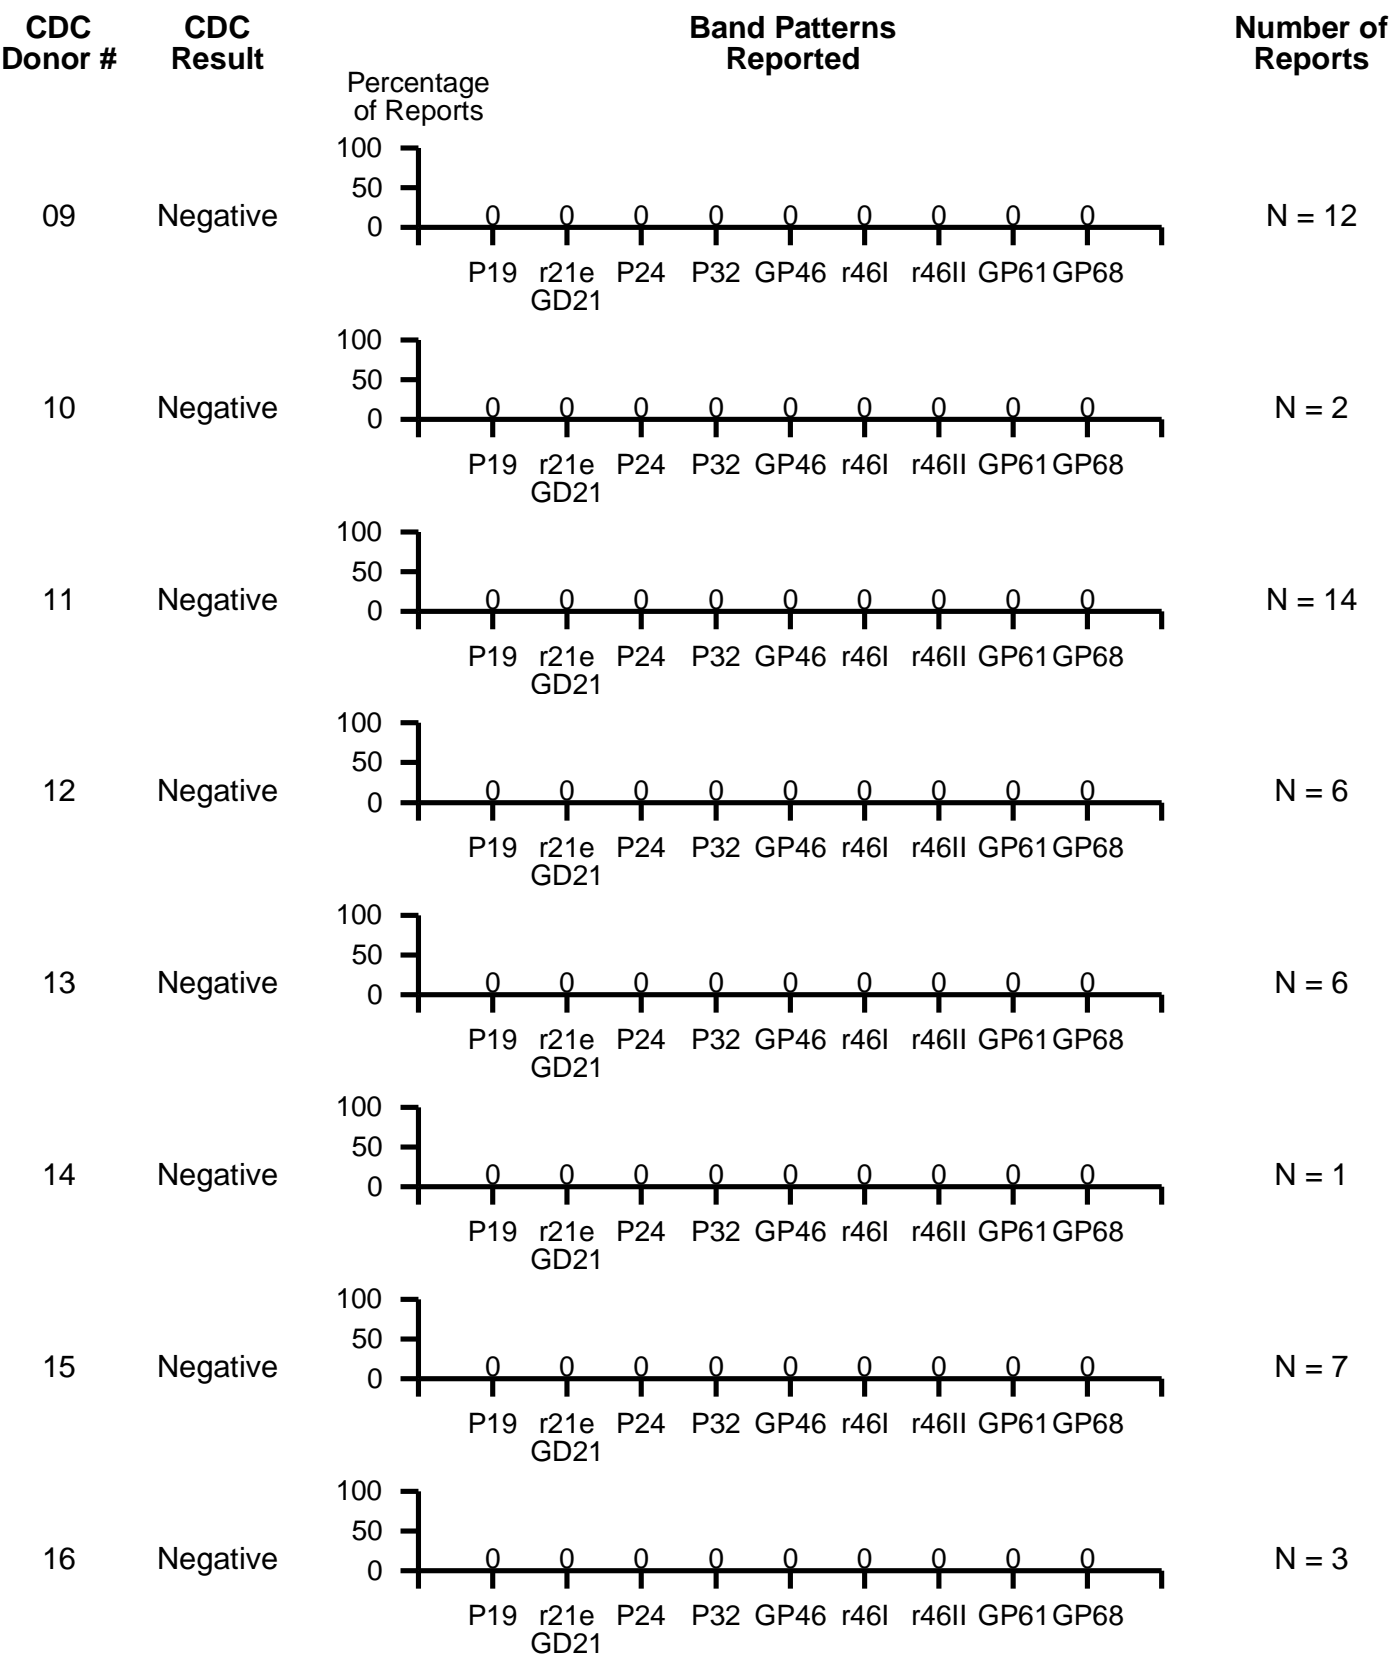 CDC Donor #
CDC Result
Band Patterns Reported
Number of Reports
Percentage
of Reports
100
50
09 Negative 0 0 0 0 0 0 0 0 0 0 N = 12
P19 r21e P24 P32 GP46 r46I r46II GP61 GP68
GD21
100
50
10 Negative 0 0 0 0 0 0 0 0 0 0 N = 2
P19 r21e P24 P32 GP46 r46I r46II GP61 GP68
GD21
100
50
11 Negative 0 0 0 0 0 0 0 0 0 0 N = 14
P19 r21e P24 P32 GP46 r46I r46II GP61 GP68
GD21
100
50
12 Negative 0 0 0 0 0 0 0 0 0 0 N = 6
P19 r21e P24 P32 GP46 r46I r46II GP61 GP68
GD21
100
50
13 Negative 0 0 0 0 0 0 0 0 0 0 N = 6
P19 r21e P24 P32 GP46 r46I r46II GP61 GP68
GD21
100
50
14 Negative 0 0 0 0 0 0 0 0 0 0 N = 1
P19 r21e P24 P32 GP46 r46I r46II GP61 GP68
GD21
100
50
15 Negative 0 0 0 0 0 0 0 0 0 0 N = 7
P19 r21e P24 P32 GP46 r46I r46II GP61 GP68
GD21
100
50
16 Negative 0 0 0 0 0 0 0 0 0 0 N = 3
P19 r21e P24 P32 GP46 r46I r46II GP61 GP68
GD21